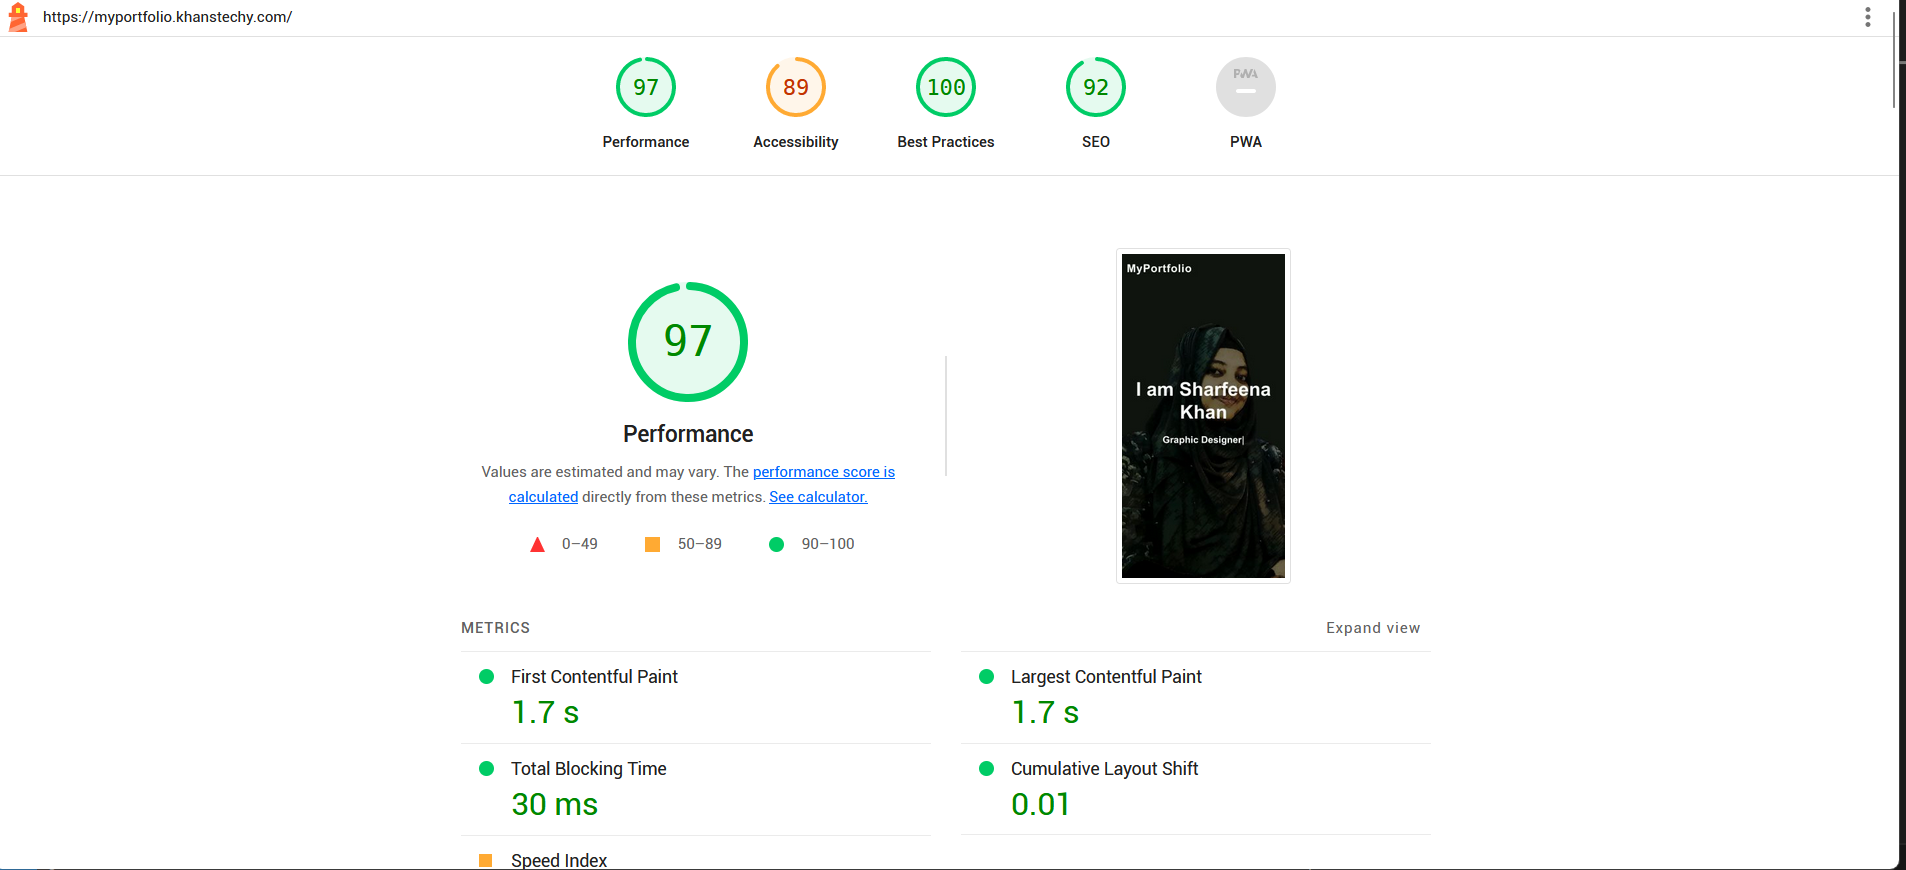 https://myportfolio.khanstechy.com/
97
89
100
92
PWA
Performance
Accessibility
Best Practices
SEO
PWA
97
Performance
Values are estimated and may vary. The performance score is
calculated directly from these metrics. See calculator.
0–49
50–89
90–100
MyPortfolio
I am Sharfeena
Khan
Graphic Designer|
METRICS
Expand view
First Contentful Paint
1.7 s
Largest Contentful Paint
1.7 s
Total Blocking Time
30 ms
Cumulative Layout Shift
0.01
Speed Index